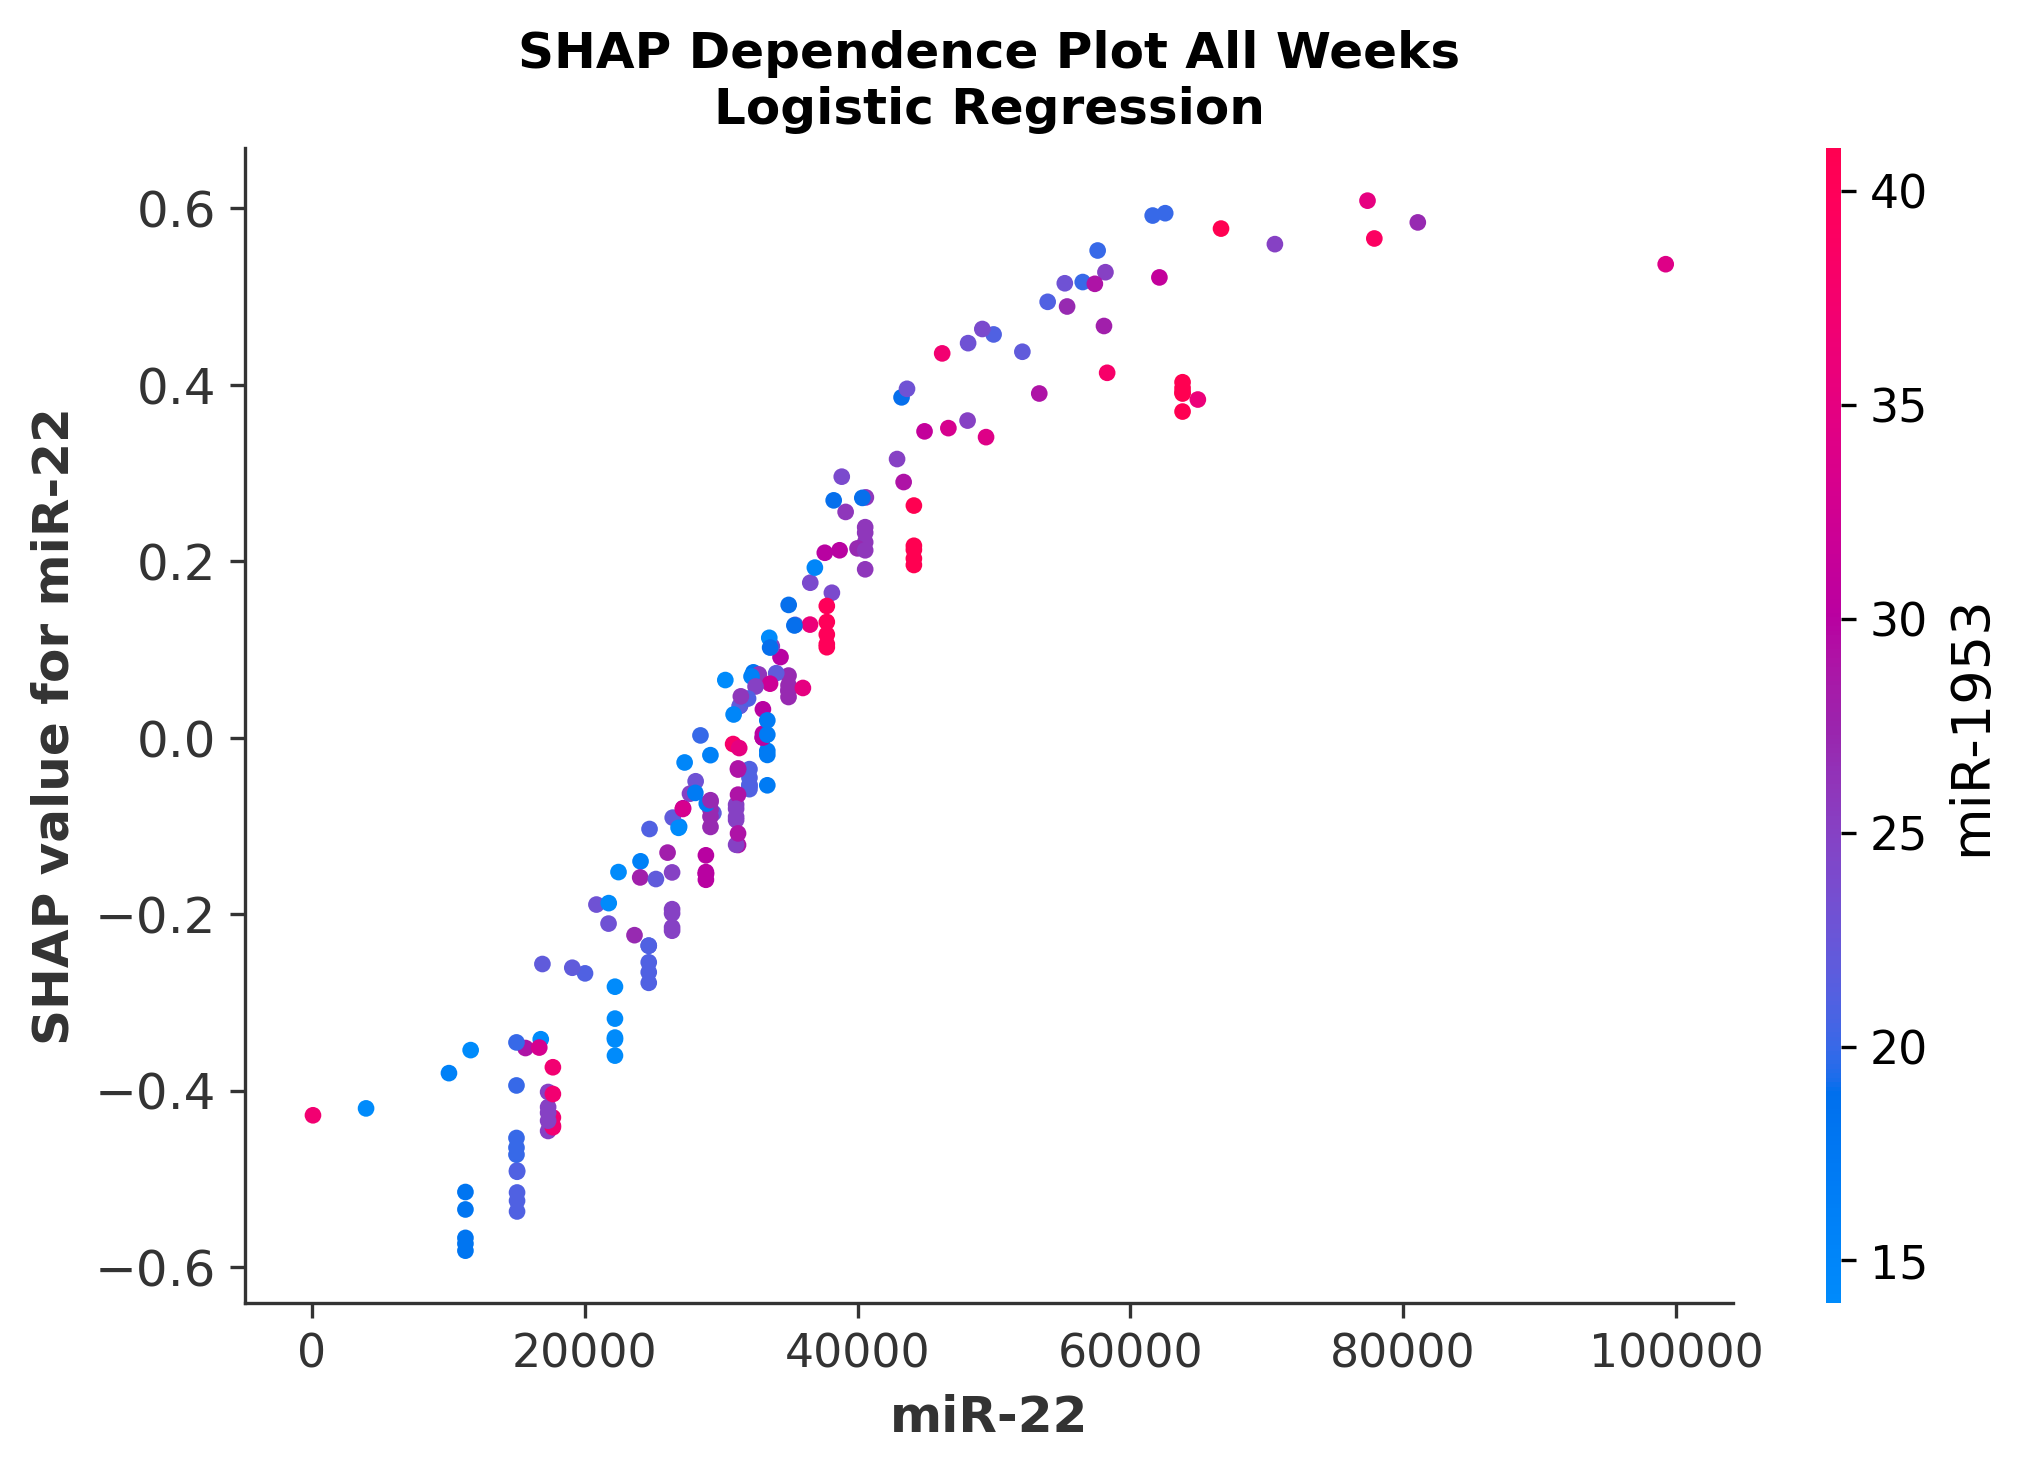 SHAP Dependence Plot All Weeks
Logistic Regression
SHAP value for miR-22
0.6
0.4
0.2
0.0
−0.2
−0.4
−0.6
0 20000 40000 60000 80000 100000
miR-22
40
35
30
25
20
15
miR-1953